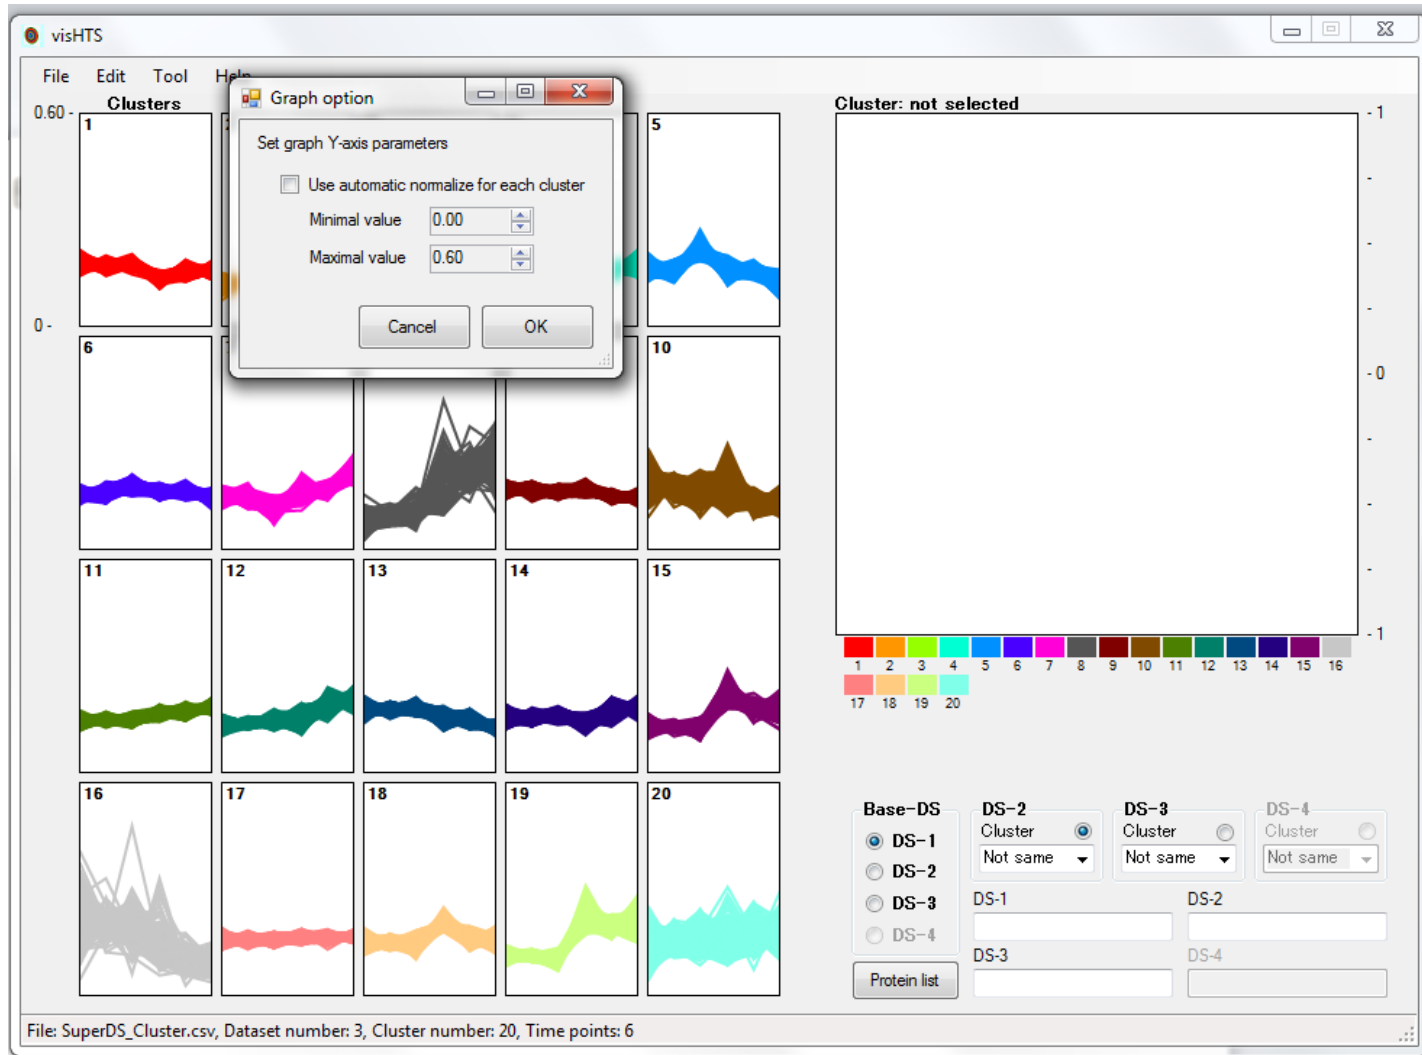 visHTS
File Edit Tool Help
Clusters
0.60 -
0 -
1
5
6
10
11 12 13 14 15
16 17 18 19 20
Graph option
Set graph Y-axis parameters
Use automatic normalize for each cluster
Minimal value 0.00
Maximal value 0.60
Cancel OK
Cluster: not selected
- 1
-
-
-
- 0
-
-
-
- 1
1 2 3 4 5 6 7 8 9 10 11 12 13 14 15 16
17 18 19 20
Base-DS
DS-1
DS-2
DS-3
DS-4
DS-2
Cluster
Not same
DS-3
Cluster
Not same
DS-4
Cluster
Not same
DS-1 DS-2
DS-3 DS-4
Protein list
File: SuperDS_Cluster.csv, Dataset number: 3, Cluster number: 20, Time points: 6